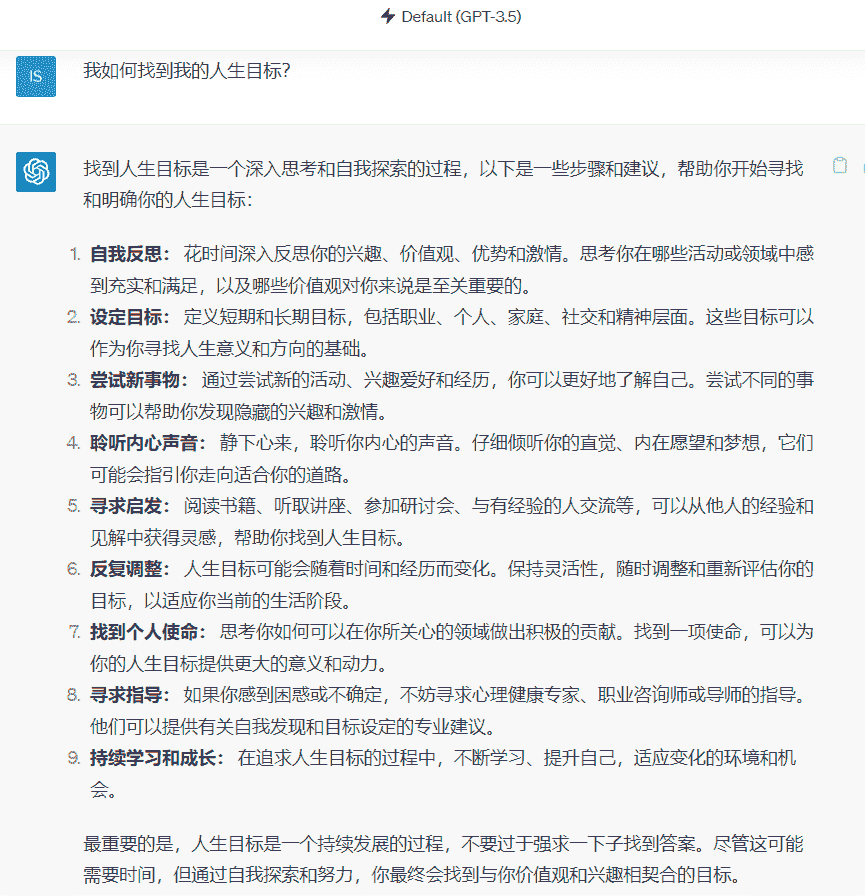 Default (GPT-3.5)
IS
我如何找到我的人生目标?
找到人生目标是一个深入思考和自我探索的过程，以下是一些步骤和建议，帮助你开始寻找
和明确你的人生目标：
1. 自我反思： 花时间深入反思你的兴趣、价值观、优势和激情。思考你在哪些活动或领域中感
到充实和满足，以及哪些价值观对你来说是至关重要的。
2. 设定目标： 定义短期和长期目标，包括职业、个人、家庭、社交和精神层面。这些目标可以
作为你寻找人生意义和方向的基础。
3. 尝试新事物： 通过尝试新的活动、兴趣爱好和经历，你可以更好地了解自己。尝试不同的事
物可以帮助你发现隐藏的兴趣和激情。
4. 聆听内心声音： 静下心来，聆听你内心的声音。仔细倾听你的直觉、内在愿望和梦想，它们
可能会指引你走向适合你的道路。
5. 寻求启发： 阅读书籍、听取讲座、参加研讨会、与有经验的人交流等，可以从他人的经验和
见解中获得灵感，帮助你找到人生目标。
6. 反复调整： 人生目标可能会随着时间和经历而变化。保持灵活性，随时调整和重新评估你的
目标，以适应你当前的生活阶段。
7. 找到个人使命： 思考你如何可以在你所关心的领域做出积极的贡献。找到一项使命，可以为
你的人生目标提供更大的意义和动力。
8. 寻求指导： 如果你感到困惑或不确定，不妨寻求心理健康专家、职业咨询师或导师的指导。
他们可以提供有关自我发现和目标设定的专业建议。
9. 持续学习和成长： 在追求人生目标的过程中，不断学习、提升自己，适应变化的环境和机
会。
最重要的是，人生目标是一个持续发展的过程，不要过于强求一下子找到答案。尽管这可能
需要时间，但通过自我探索和努力，你最终会找到与你价值观和兴趣相契合的目标。